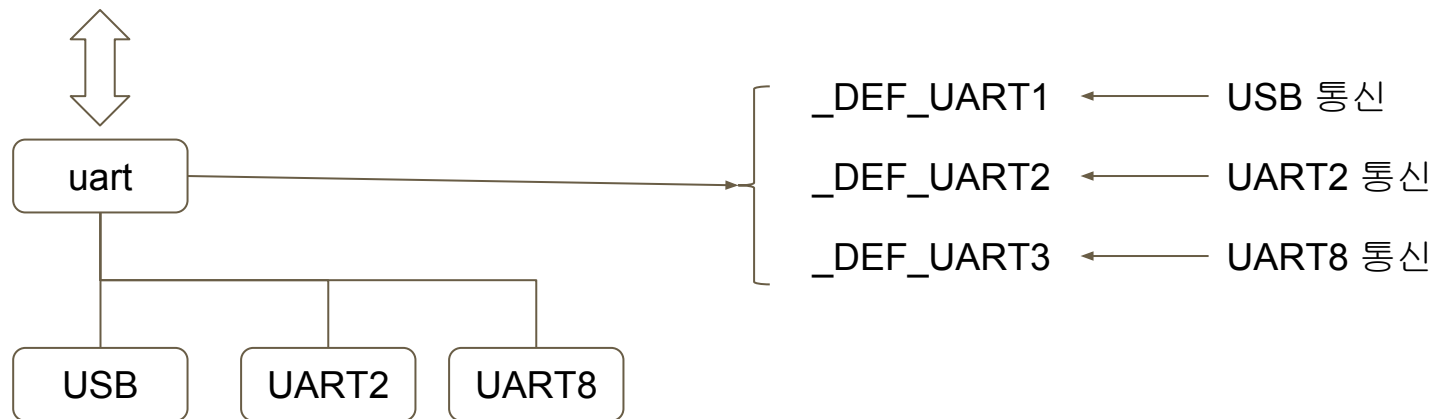 _DEF_UART1
USB 통신
uart
_DEF_UART2
UART2 통신
_DEF_UART3
UART8 통신
USB
UART2
UART8